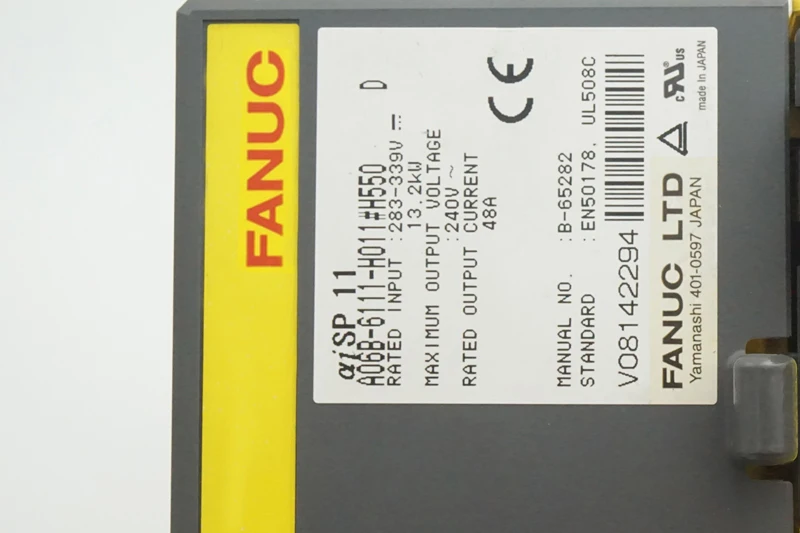 FANUC
αiSP 11
A06B-6111-H011#H550 D
RATED INPUT :283-339V ⎓
13.2kW
MAXIMUM OUTPUT VOLTAGE
:240V ~
RATED OUTPUT CURRENT
48A
CE
MANUAL NO. :B-65282
STANDARD :EN50178, UL508C
V08142294
FANUC LTD
Yamanashi 401-0597 JAPAN
c RU us
made In JAPAN